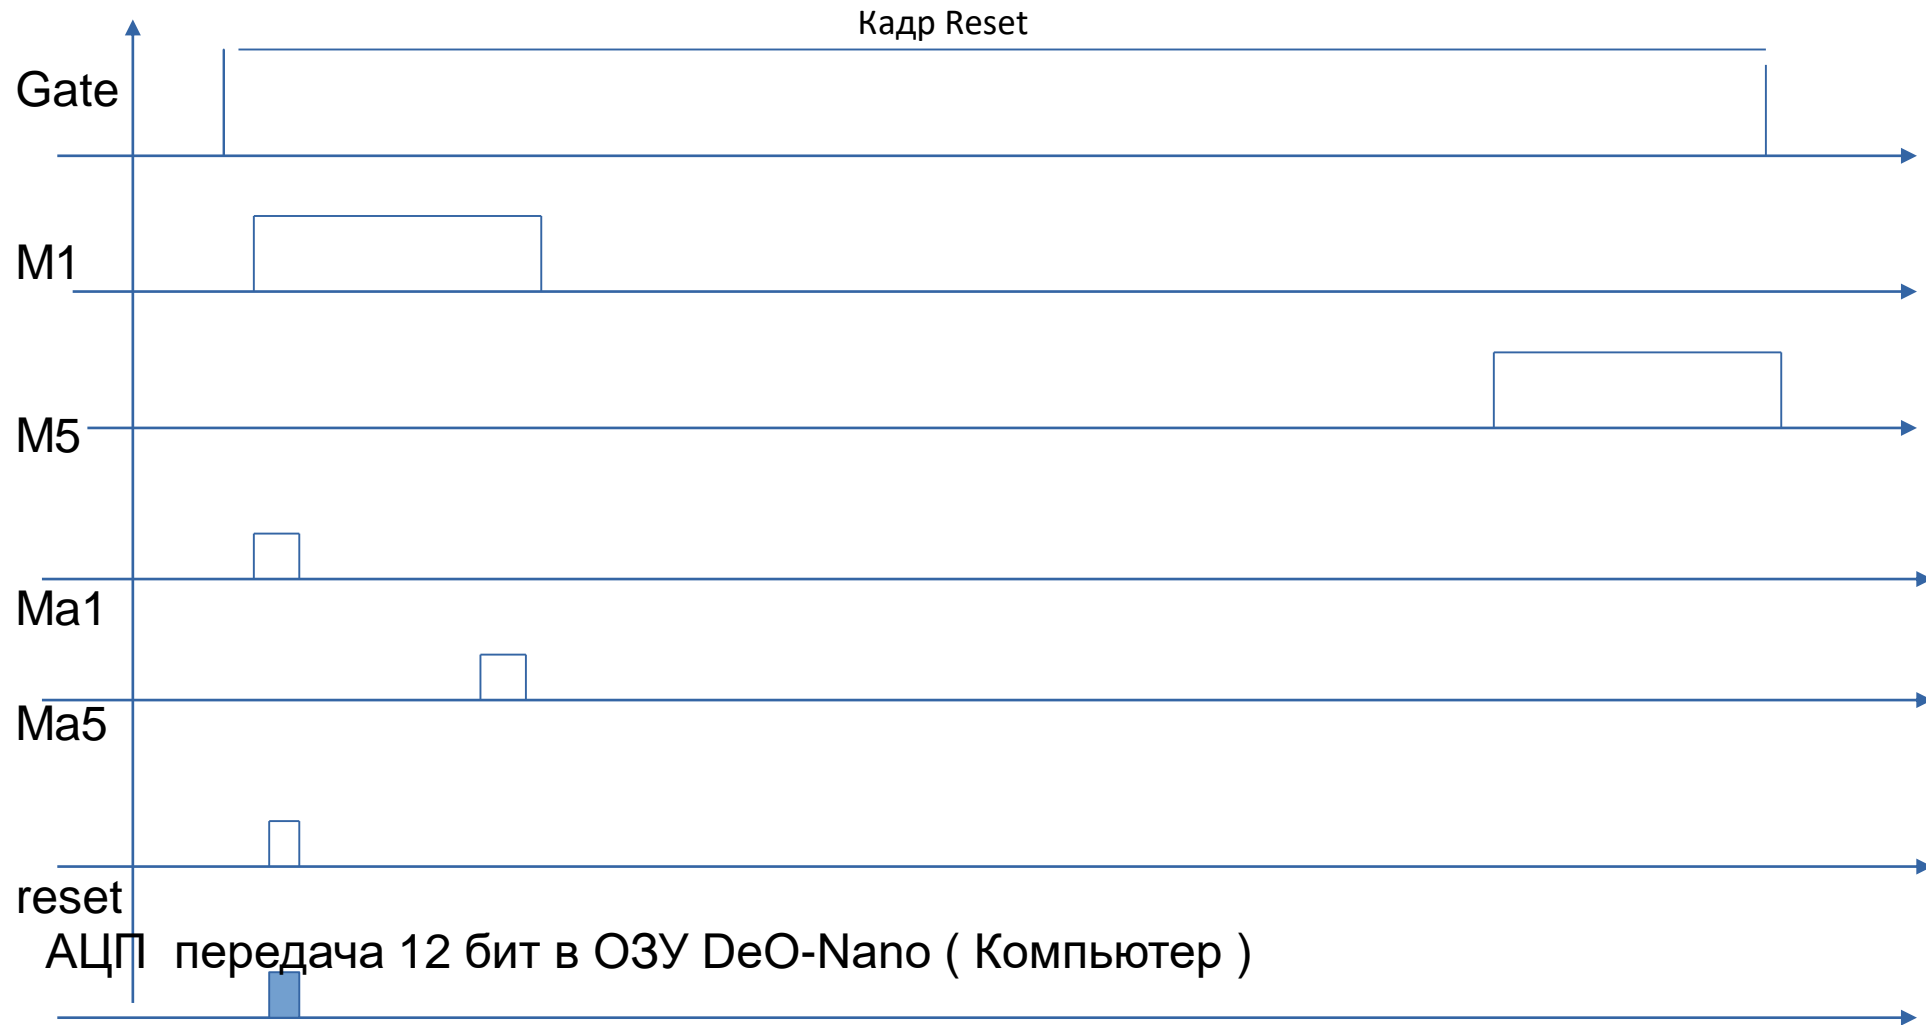 Кадр Reset
Gate
M1
M5
Ma1
Ma5
reset
АЦП передача 12 бит в ОЗУ DeO-Nano ( Компьютер )